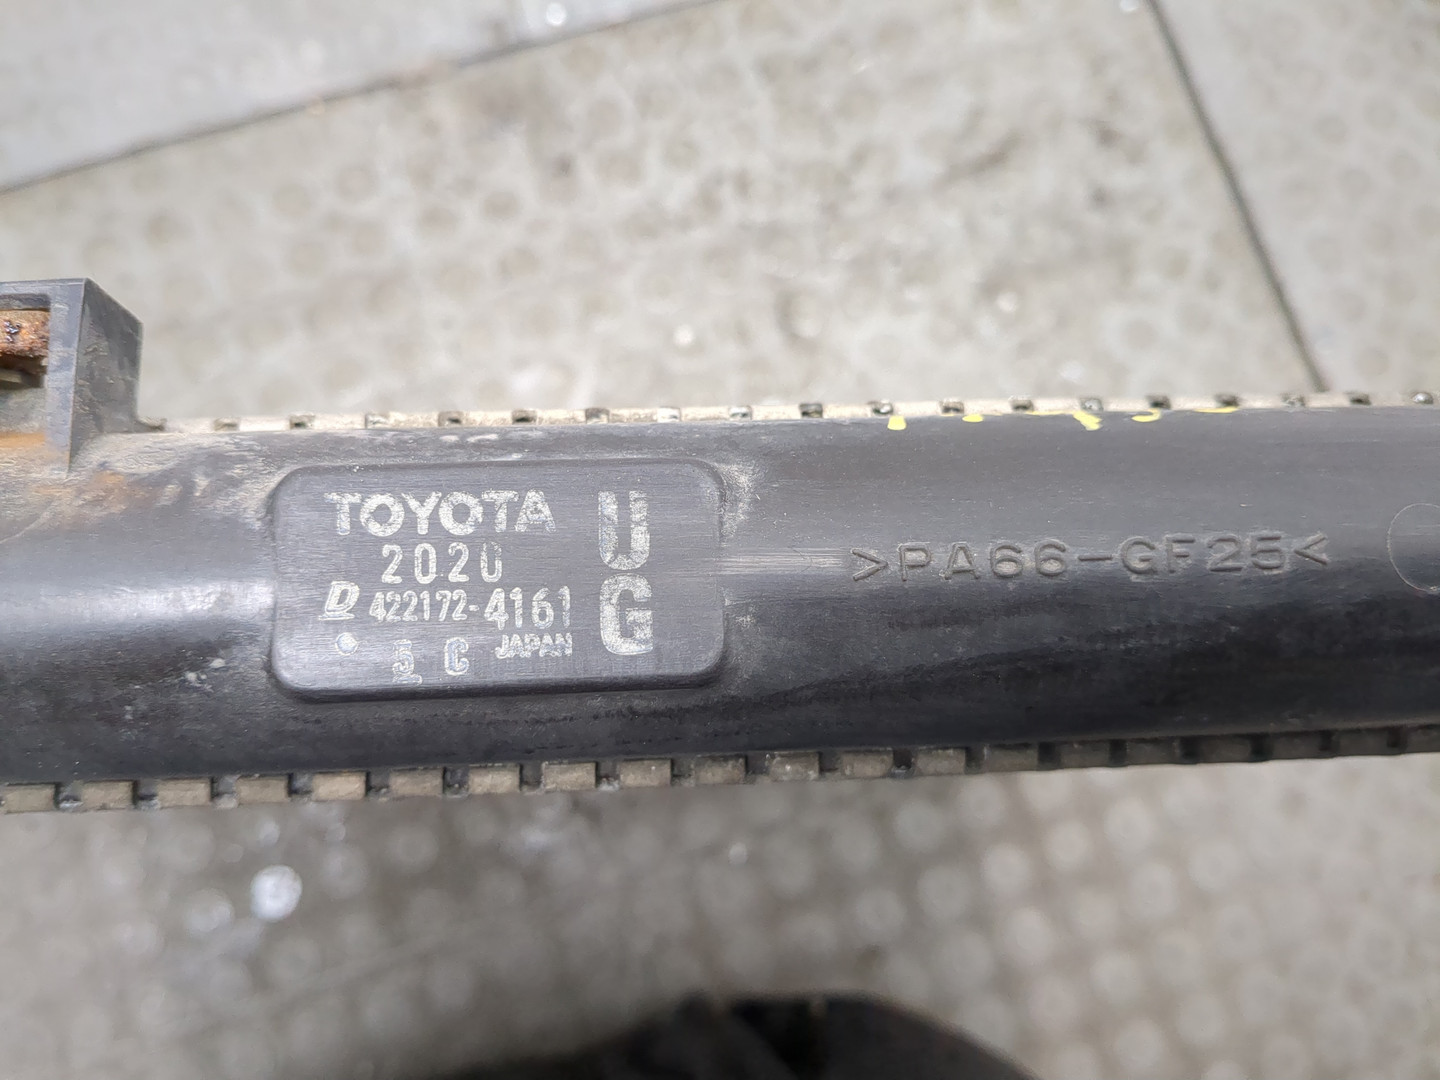 TOYOTA
2020
D 422172-4161
5 C JAPAN
U
G
>PA66-GF25<